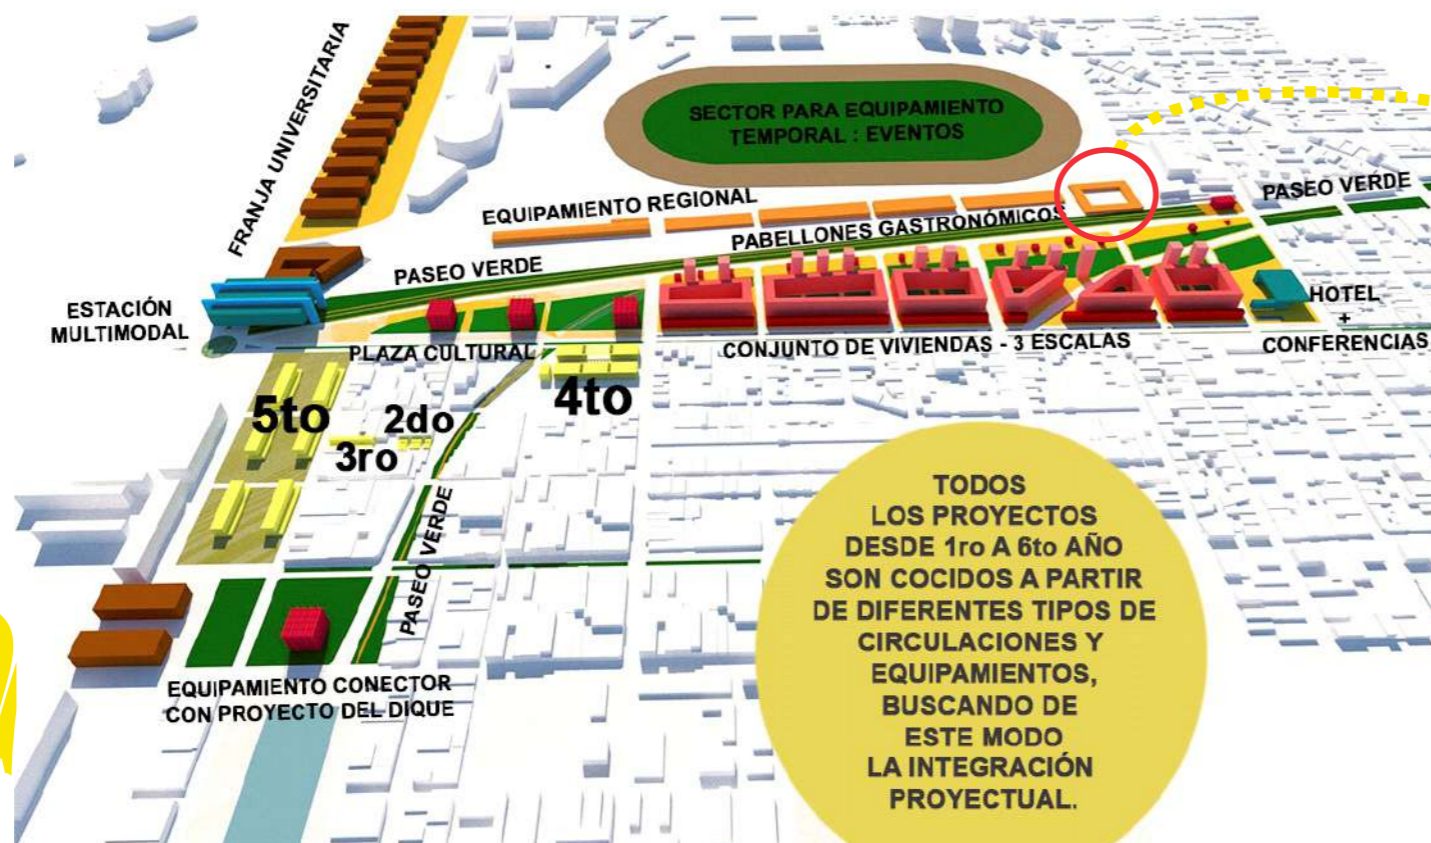 FRANJA UNIVERSITARIA
SECTOR PARA EQUIPAMIENTO
TEMPORAL : EVENTOS
EQUIPAMIENTO REGIONAL
PASEO VERDE
PABELLONES GASTRONÓMICOS
PASEO VERDE
ESTACIÓN
MULTIMODAL
HOTEL
+
CONFERENCIAS
PLAZA CULTURAL
CONJUNTO DE VIVIENDAS - 3 ESCALAS
5to
2do
3ro
4to
PASEO VERDE
EQUIPAMIENTO CONECTOR
CON PROYECTO DEL DIQUE
TODOS
LOS PROYECTOS
DESDE 1ro A 6to AÑO
SON COCIDOS A PARTIR
DE DIFERENTES TIPOS DE
CIRCULACIONES Y
EQUIPAMIENTOS,
BUSCANDO DE
ESTE MODO
LA INTEGRACIÓN
PROYECTUAL.